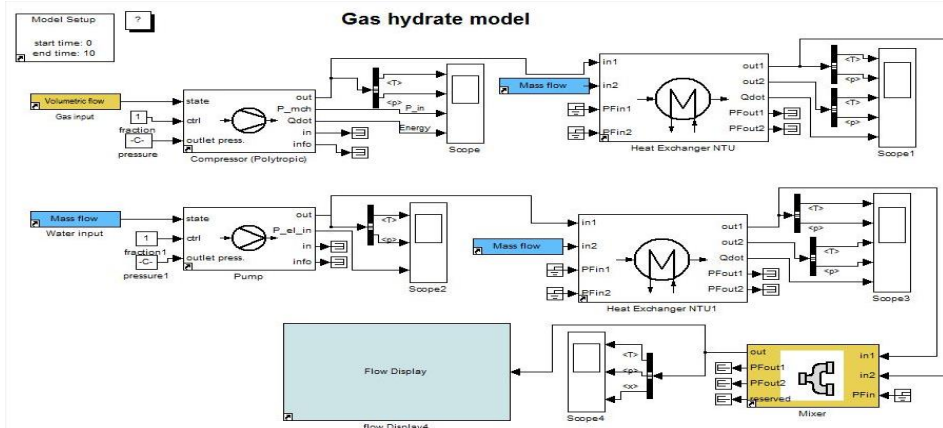 Gas hydrate model
Model Setup
start time: 0
end time: 10
?
Volumetric flow
Gas input
1
fraction
-C-
pressure
state
ctrl
outlet press.
out
P_mch
Qdot
in
info
Compressor (Polytropic)
<T>
<p>
P_in
Energy
Scope
Mass flow
in1
in2
PFin1
PFin2
out1
out2
Qdot
PFout1
PFout2
Heat Exchanger NTU
<T>
<p>
<T>
<p>
Scope1
Mass flow
Water input
1
fraction1
-C-
pressure1
state
ctrl
outlet press.
out
P_el_in
in
info
Pump
<T>
<p>
Scope2
Mass flow
in1
in2
PFin1
PFin2
out1
out2
Qdot
PFout1
PFout2
Heat Exchanger NTU1
<T>
<p>
<T>
<p>
Scope3
Flow Display
flow Display4
<T>
<p>
<x>
Scope4
out
PFout1
PFout2
reserved
in1
in2
PFin
Mixer